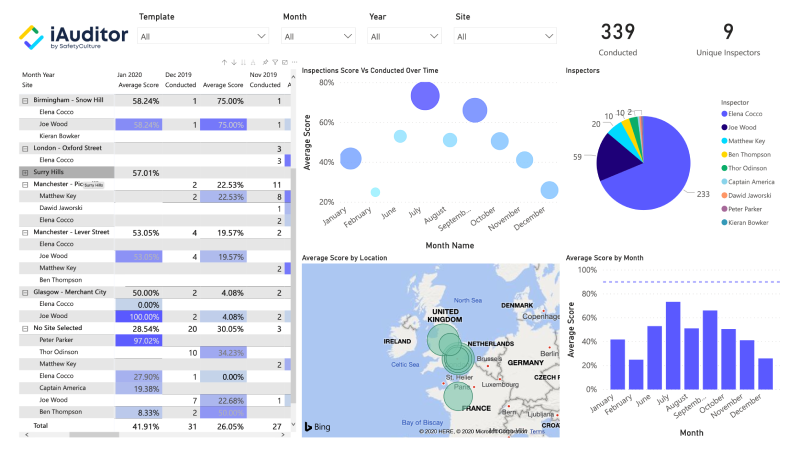 iAuditor
by SafetyCulture
Template
All
Month
All
Year
All
Site
All
339
Conducted
9
Unique Inspectors
Month Year Jan 2020 Dec 2019 Nov 2019
Site Average Score Conducted Average Score Conducted A
Birmingham - Snow Hill 58.24% 1 75.00% 1
Elena Cocco
Joe Wood 58.24% 1 75.00% 1
Kieran Bowker
London - Oxford Street 3
Elena Cocco 3
Surry Hills 57.01%
Manchester - Pic 2 22.53% 11
Surry Hills
Matthew Key 2 22.53% 8
Dawid Jaworski 1
Elena Cocco 2
Manchester - Lever Street 53.05% 4 19.57% 2
Elena Cocco
Joe Wood 53.05% 4 19.57%
Matthew Key 2
Ben Thompson
Glasgow - Merchant City 50.00% 2 4.08% 2
Elena Cocco 0.00%
Joe Wood 100.00% 2 4.08% 2
No Site Selected 28.54% 20 30.05% 3
Peter Parker 97.02%
Thor Odinson 10 34.23%
Matthew Key 2
Elena Cocco 27.90% 1 0.00%
Captain America 19.38%
Joe Wood 7 22.68% 1
Ben Thompson 8.33% 2
Total 41.91% 31 26.05% 27
Inspections Score Vs Conducted Over Time
Average Score
80%
60%
40%
20%
January
February
June
July
August
Septemb...
October
November
December
Month Name
Inspectors
10 10 2
20
59
233
Inspector
Elena Cocco
Joe Wood
Matthew Key
Ben Thompson
Thor Odinson
Captain America
Dawid Jaworski
Peter Parker
Kieran Bowker
Average Score by Location
North Sea
UNITED
KINGDOM
DENMARK
Copenhage
IRELAND
NETHERLANDS
Berlin
Celtic Sea
Brussels
GERMANY
St. Helier
Luxembourg
CZECH F
Paris
FRANCE
Bern
Ljubljana
Bay of Biscay
CROA
Bing
© 2020 HERE, © 2020 Microsoft Corporation Terms
Average Score by Month
Average Score
100%
80%
60%
40%
20%
0%
January
February
June
July
August
Septemb...
October
November
December
Month